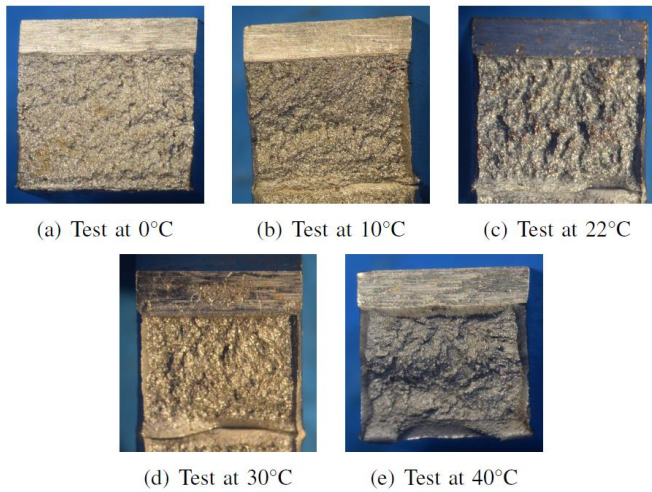 (a) Test at 0°C
(b) Test at 10°C
(c) Test at 22°C
(d) Test at 30°C
(e) Test at 40°C